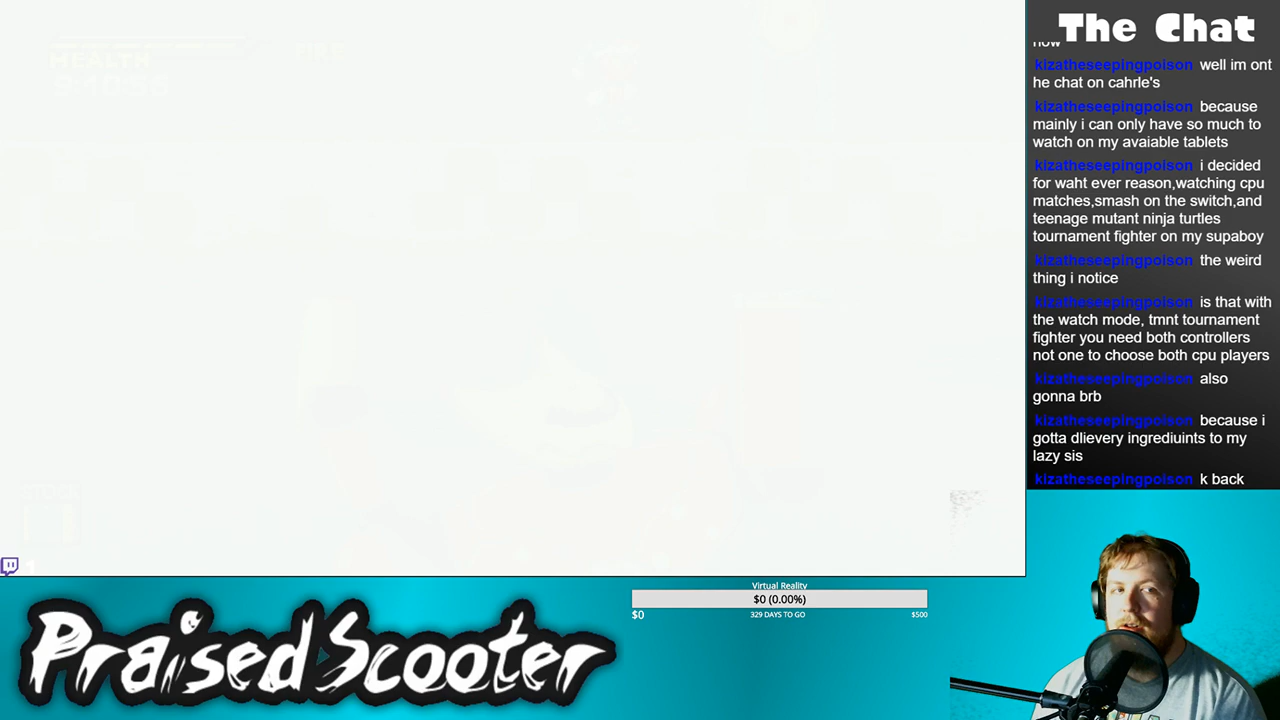 The Chat
now
kizatheseepingpoison well im ont
he chat on cahrle's
kizatheseepingpoison because
mainly i can only have so much to
watch on my avaiable tablets
kizatheseepingpoison i decided
for waht ever reason,watching cpu
matches,smash on the switch,and
teenage mutant ninja turtles
tournament fighter on my supaboy
kizatheseepingpoison the weird
thing i notice
kizatheseepingpoison is that with
the watch mode, tmnt tournament
fighter you need both controllers
not one to choose both cpu players
kizatheseepingpoison also
gonna brb
kizatheseepingpoison because i
gotta dlievery ingrediuints to my
lazy sis
kizatheseepingpoison k back
HEALTH
STOCK
Virtual Reality
$0 (0.00%)
$0 329 DAYS TO GO $500
PraisedScooter